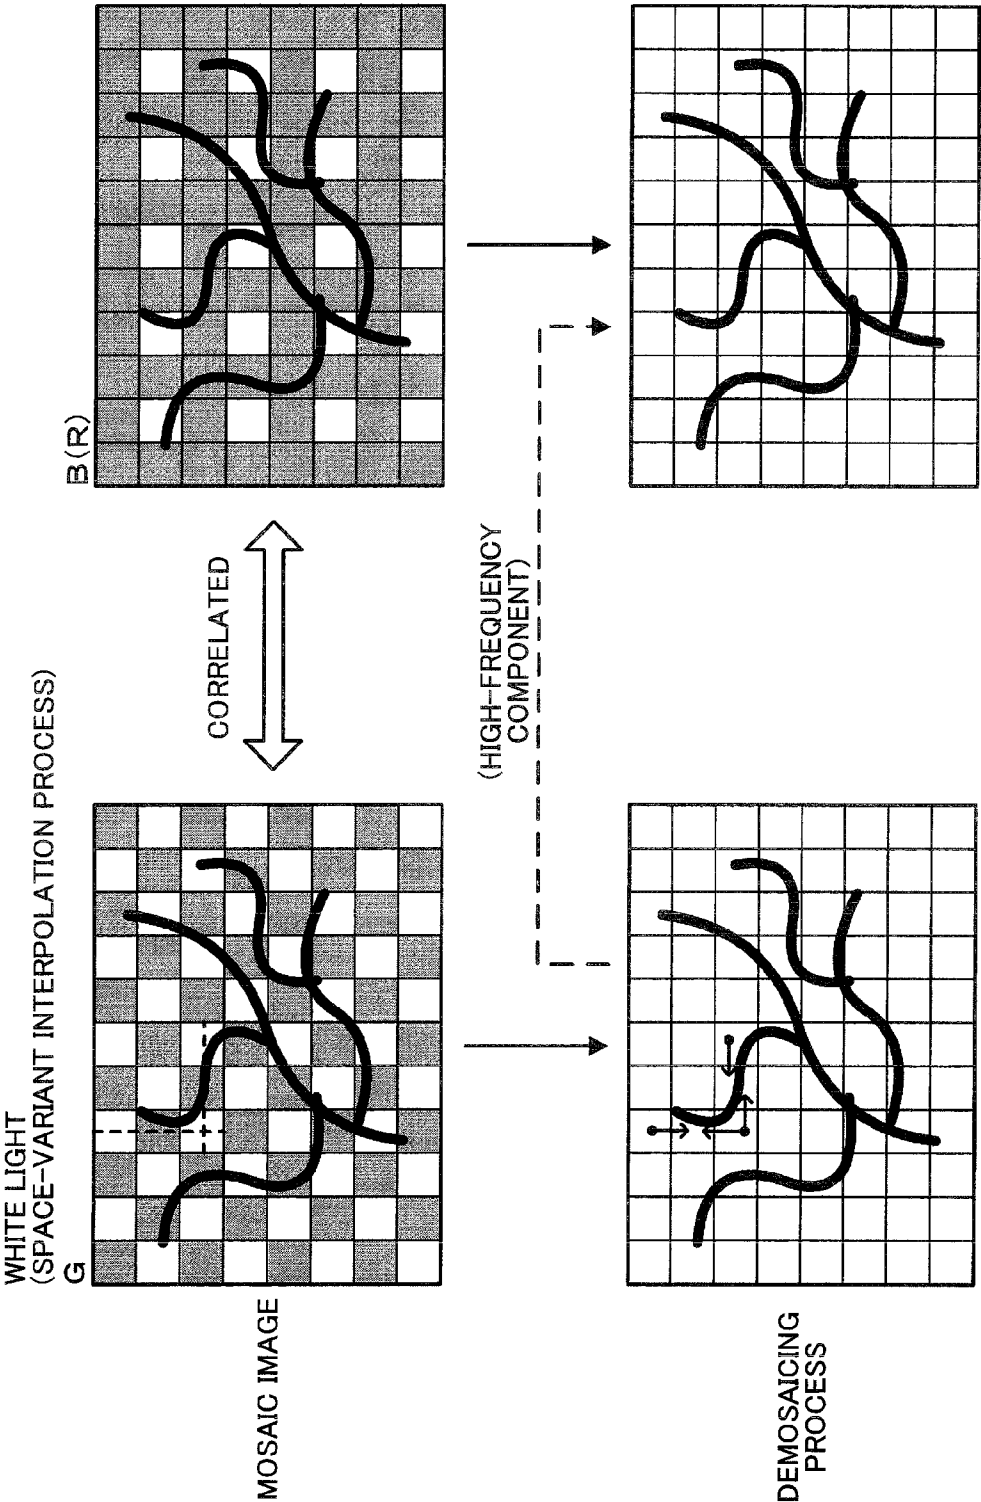 WHITE LIGHT
(SPACE-VARIANT INTERPOLATION PROCESS)
G
B(R)
MOSAIC IMAGE
CORRELATED
(HIGH-FREQUENCY
COMPONENT)
DEMOSAICING
PROCESS